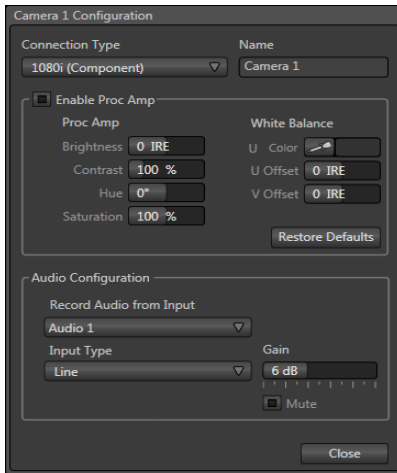 Camera 1 Configuration
Connection Type
Name
1080i (Component)
Camera 1
Enable Proc Amp
Proc Amp
White Balance
Brightness 0 IRE
U Color
Contrast 100 %
U Offset 0 IRE
Hue 0°
V Offset 0 IRE
Saturation 100 %
Restore Defaults
Audio Configuration
Record Audio from Input
Audio 1
Input Type
Gain
Line
6 dB
Mute
Close